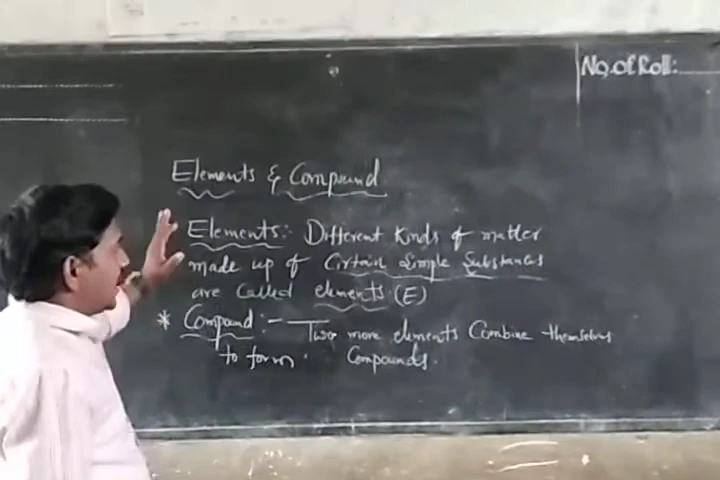 No. of Roll:
Elements & Compound
Elements:- Different Kinds of matter
made up of Cirtain Simple Substances
are Called elements. (E)
* Compound :- Two more elements Combine themselves
to form. Compounds.